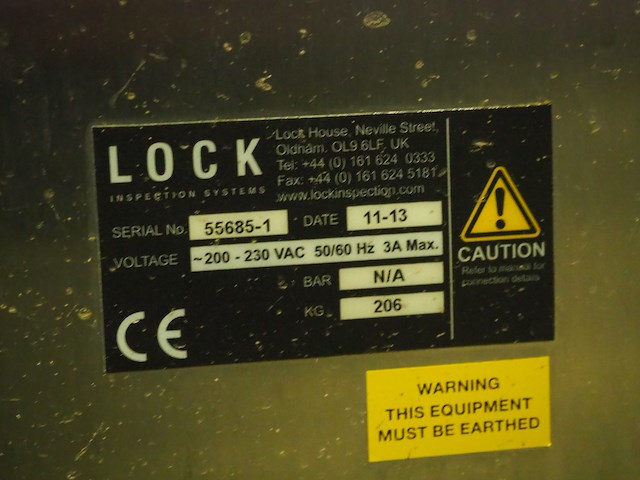 LOCK
INSPECTION SYSTEMS
Lock House, Neville Street,
Oldham. OL9 6LF, UK
Tel: +44 (0) 161 624 0333
Fax: +44 (0) 161 624 5181
www.lockinspection.com
SERIAL No. 55685-1 DATE 11-13
VOLTAGE ~200 - 230 VAC 50/60 Hz 3A Max.
BAR N/A
KG 206
CE
CAUTION
Refer to manual for
connection details
WARNING
THIS EQUIPMENT
MUST BE EARTHED